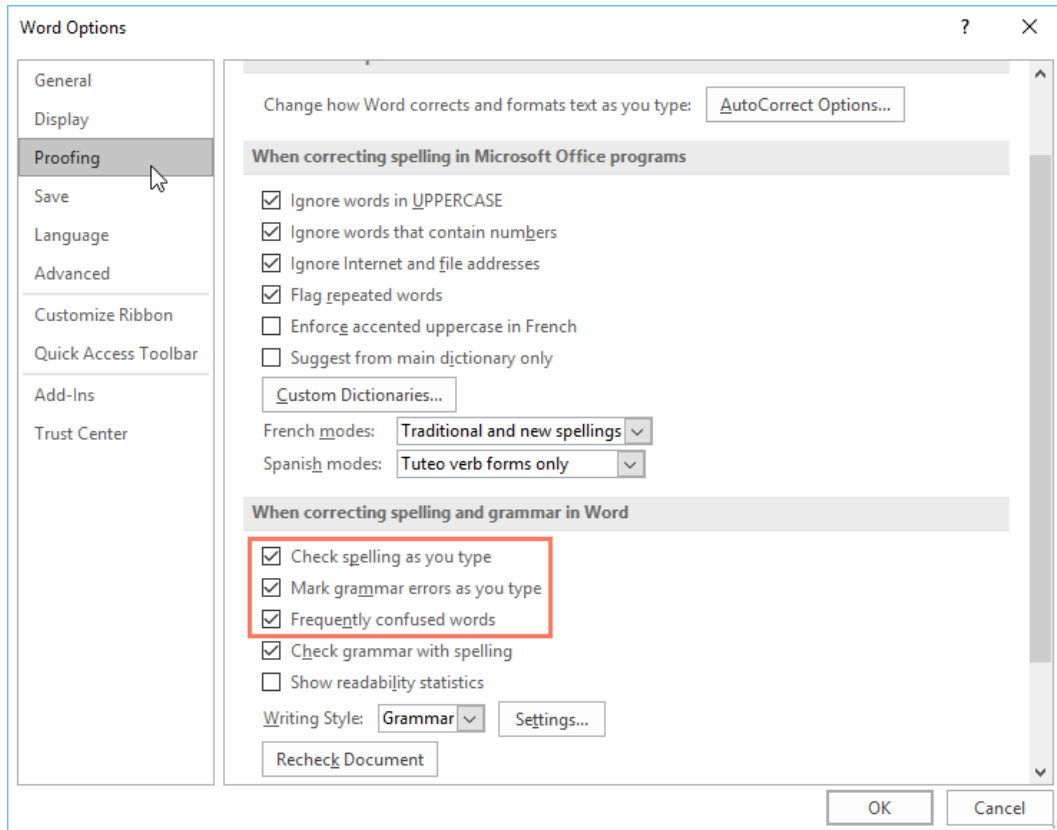 Word Options
?
General
Display
Proofing
Save
Language
Advanced
Customize Ribbon
Quick Access Toolbar
Add-Ins
Trust Center
Change how Word corrects and formats text as you type: AutoCorrect Options...
When correcting spelling in Microsoft Office programs
Ignore words in UPPERCASE
Ignore words that contain numbers
Ignore Internet and file addresses
Flag repeated words
Enforce accented uppercase in French
Suggest from main dictionary only
Custom Dictionaries...
French modes: Traditional and new spellings
Spanish modes: Tuteo verb forms only
When correcting spelling and grammar in Word
Check spelling as you type
Mark grammar errors as you type
Frequently confused words
Check grammar with spelling
Show readability statistics
Writing Style: Grammar Settings...
Recheck Document
OK Cancel